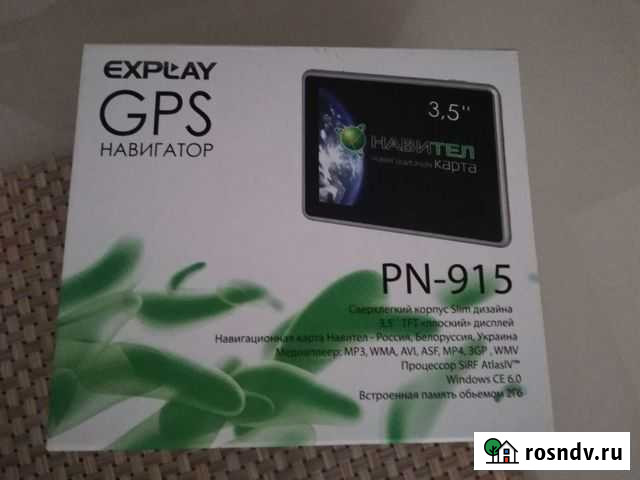 EXPLAY
GPS
НАВИГАТОР
3,5''
НАВИТЕЛ
навигационная карта
PN-915
Сверхлегкий корпус Slim дизайна
3,5'' TFT «плоский» дисплей
Навигационная карта Навител - Россия, Белоруссия, Украина
Медиаплеер: MP3, WMA, AVI, ASF, MP4, 3GP , WMV
Процессор SiRF AtlasIV™
Windows CE 6.0
Встроенная память объемом 2Гб
rosndv.ru